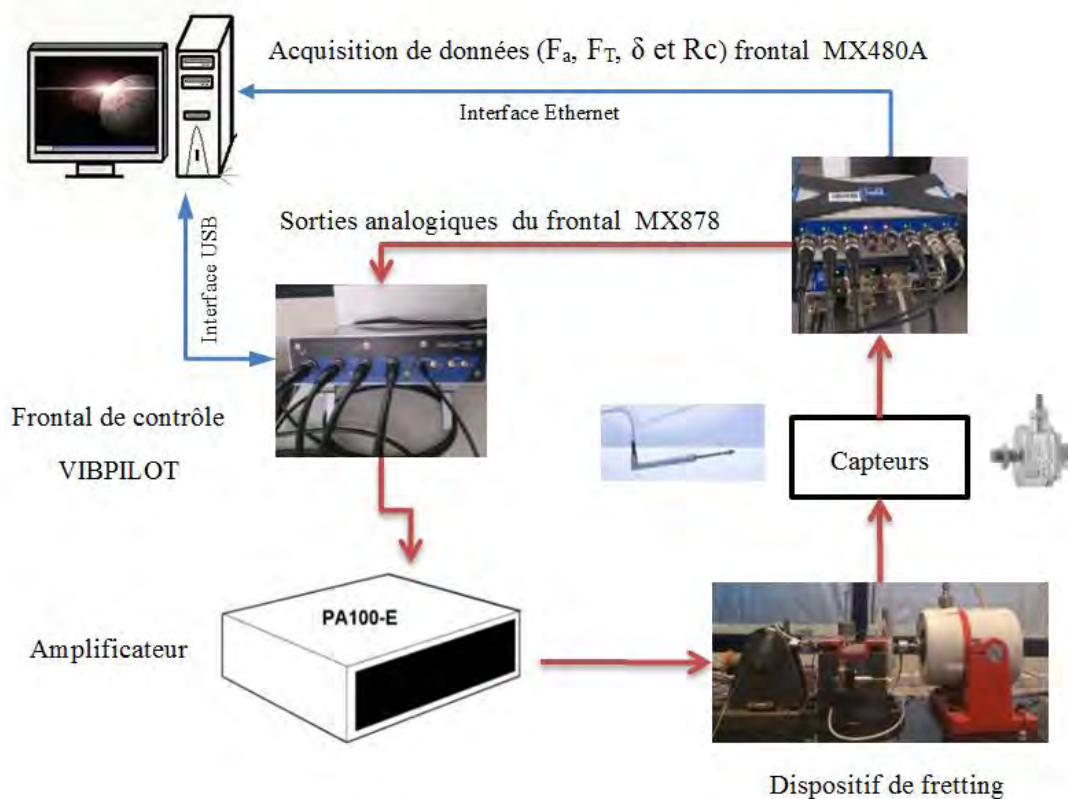 Acquisition de données (Fa, FT, δ et Rc) frontal MX480A
Interface Ethernet
Sorties analogiques du frontal MX878
Interface USB
Frontal de contrôle
VIBPILOT
Capteurs
PA100-E
Amplificateur
Dispositif de fretting